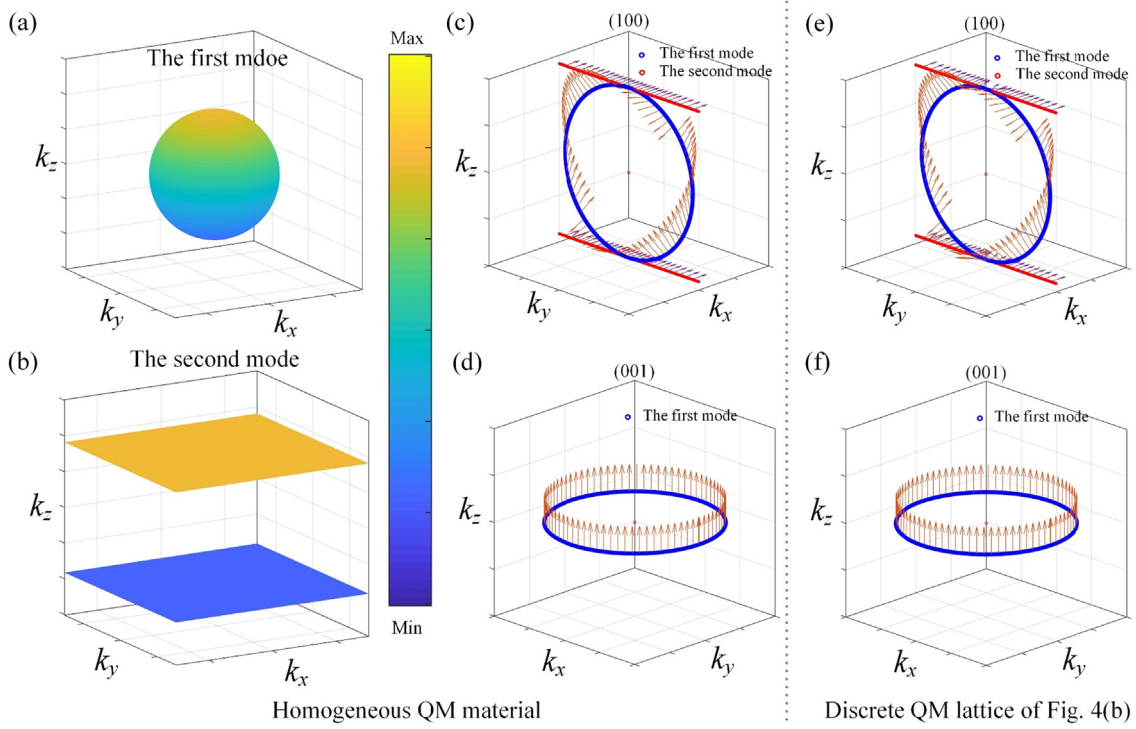 (a)
The first mdoe
k_z
k_y
k_x
(b)
The second mode
k_z
k_y
k_x
Max
Min
(c)
(100)
The first mode
The second mode
k_z
k_y
k_x
(d)
(001)
The first mode
k_z
k_x
k_y
Homogeneous QM material
(e)
(100)
The first mode
The second mode
k_z
k_y
k_x
(f)
(001)
The first mode
k_z
k_x
k_y
Discrete QM lattice of Fig. 4(b)